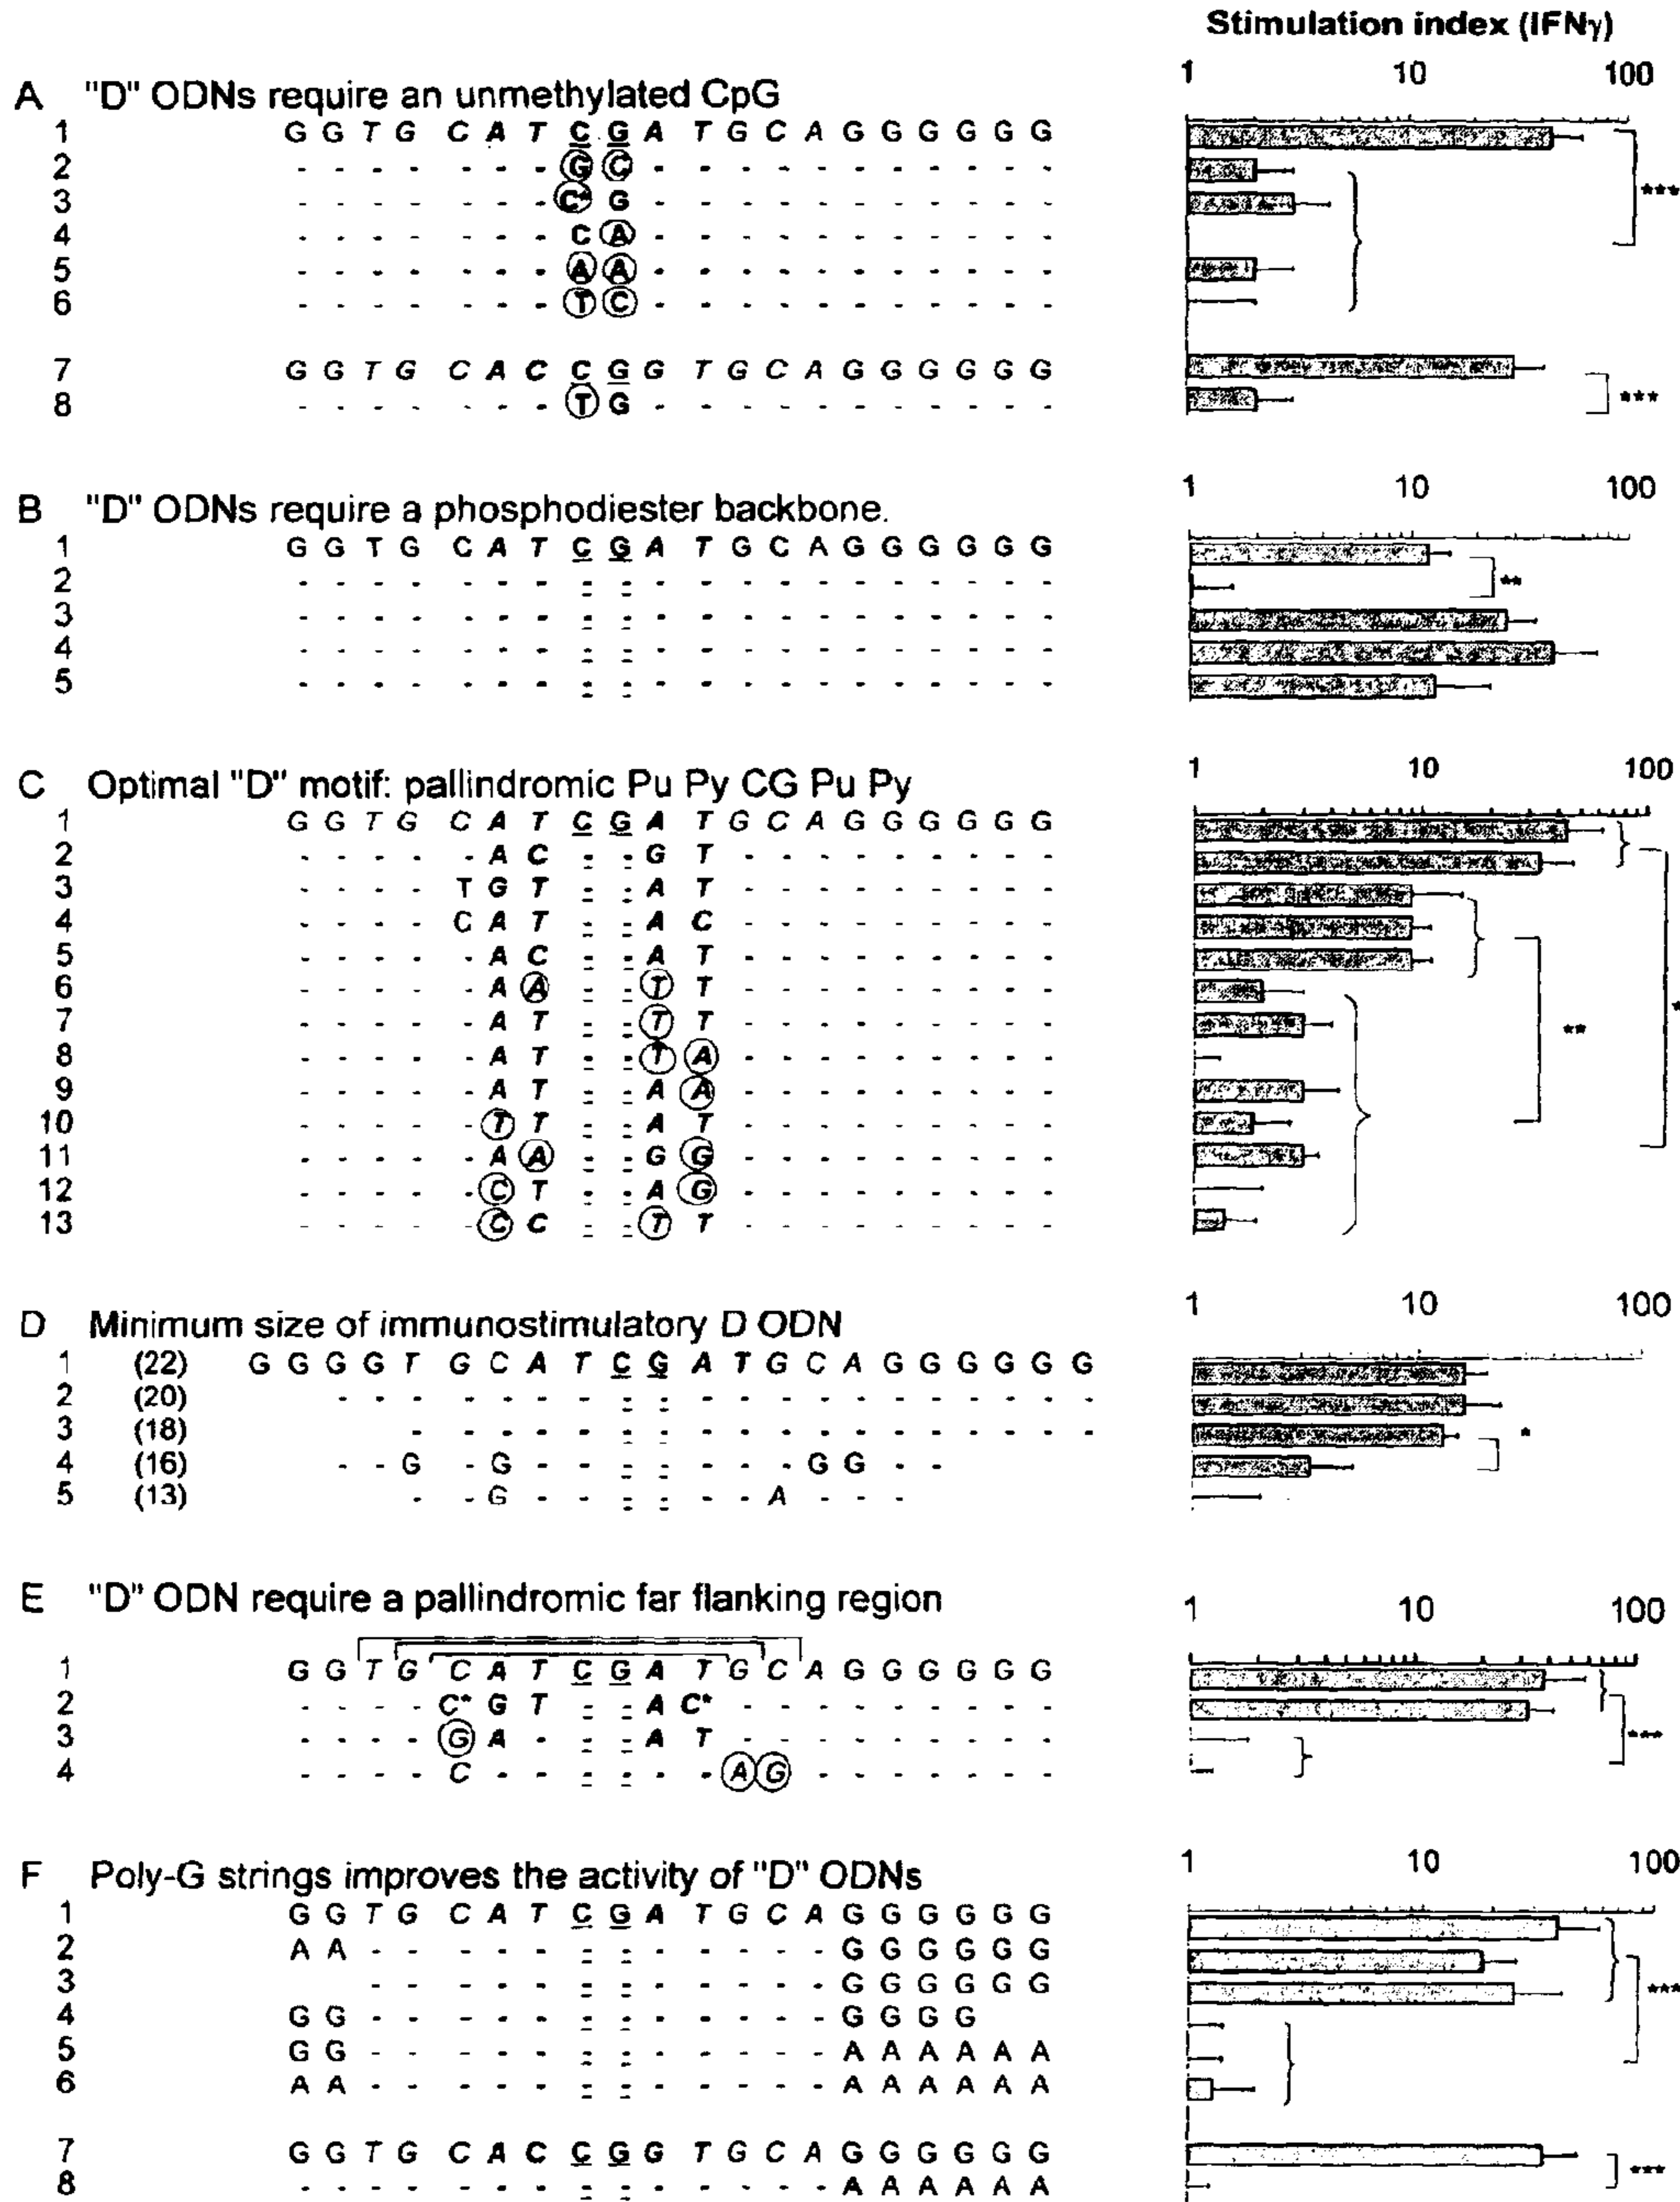 Stimulation index (IFNγ)
1 10 100
A "D" ODNs require an unmethylated CpG
1 G G T G C A T C G A T G C A G G G G G G
2 - - - - - - - G C - - - - - - - - - - -
3 - - - - - - - C* G - - - - - - - - - - -
4 - - - - - - - C A - - - - - - - - - - -
5 - - - - - - - A A - - - - - - - - - - -
6 - - - - - - - T C - - - - - - - - - - -
***
7 G G T G C A C C G G T G C A G G G G G G
8 - - - - - - - T G - - - - - - - - - - -
***
1 10 100
B "D" ODNs require a phosphodiester backbone.
1 G G T G C A T C G A T G C A G G G G G G
2 - - - - - - - - - - - - - - - - - - - -
3 - - - - - - - - - - - - - - - - - - - -
4 - - - - - - - - - - - - - - - - - - - -
5 - - - - - - - - - - - - - - - - - - - -
**
1 10 100
C Optimal "D" motif: pallindromic Pu Py CG Pu Py
1 G G T G C A T C G A T G C A G G G G G G
2 - - - - - A C - - G T - - - - - - - - -
3 - - - - T G T - - A T - - - - - - - - -
4 - - - - C A T - - A C - - - - - - - - -
5 - - - - - A C - - A T - - - - - - - - -
6 - - - - - A A - - T T - - - - - - - - -
7 - - - - - A T - - T T - - - - - - - - -
8 - - - - - A T - - T A - - - - - - - - -
9 - - - - - A T - - A A - - - - - - - - -
10 - - - - - T T - - A T - - - - - - - - -
11 - - - - - A A - - G G - - - - - - - - -
12 - - - - - C T - - A G - - - - - - - - -
13 - - - - - C C - - T T - - - - - - - - -
**
*
1 10 100
D Minimum size of immunostimulatory D ODN
1 (22) G G G G T G C A T C G A T G C A G G G G G G
2 (20) - - - - - - - - - - - - - - - - - - - -
3 (18) - - - - - - - - - - - - - - - - - -
4 (16) - - G - G - - - - - - - G G - -
5 (13) - - G - - - - - - A - - -
*
1 10 100
E "D" ODN require a pallindromic far flanking region
1 G G T G C A T C G A T G C A G G G G G G
2 - - - - C* G T - - A C* - - - - - - - - -
3 - - - - G A - - - A T - - - - - - - - -
4 - - - - C - - - - - - A G - - - - - - -
***
1 10 100
F Poly-G strings improves the activity of "D" ODNs
1 G G T G C A T C G A T G C A G G G G G G
2 A A - - - - - - - - - - - - G G G G G G
3 - - - - - - - - - - - - G G G G G G
4 G G - - - - - - - - - - - - G G G G
5 G G - - - - - - - - - - - - A A A A A A
6 A A - - - - - - - - - - - - A A A A A A
***
7 G G T G C A C C G G T G C A G G G G G G
8 - - - - - - - - - - - - - - A A A A A A
***